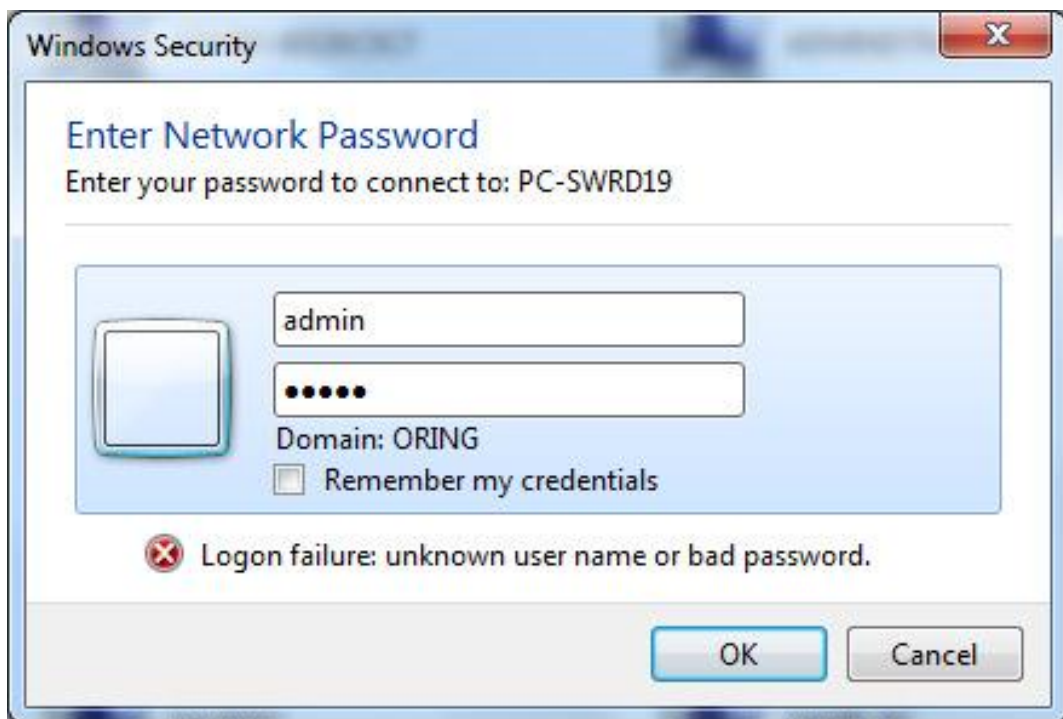 Windows Security
Enter Network Password
Enter your password to connect to: PC-SWRD19
admin
●●●●●
Domain: ORING
Remember my credentials
Logon failure: unknown user name or bad password.
OK
Cancel